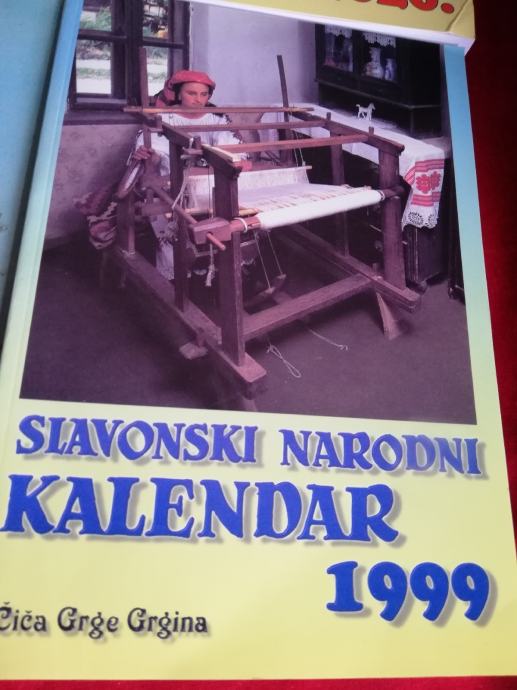 SLAVONSKI NARODNI
KALENDAR
1999
Čiča Grge Grgina